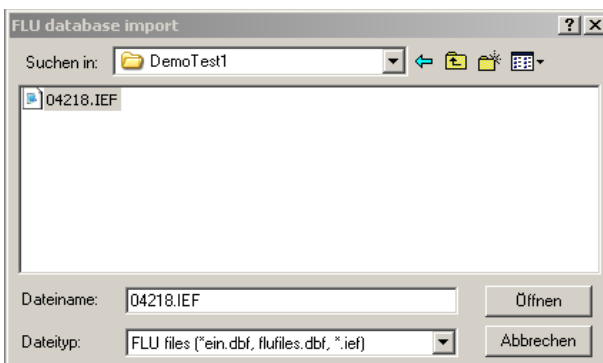 FLU database import
Suchen in: DemoTest1
04218.IEF
Dateiname: 04218.IEF Öffnen
Dateityp: FLU files (*ein.dbf, flufiles.dbf, *.ief) Abbrechen